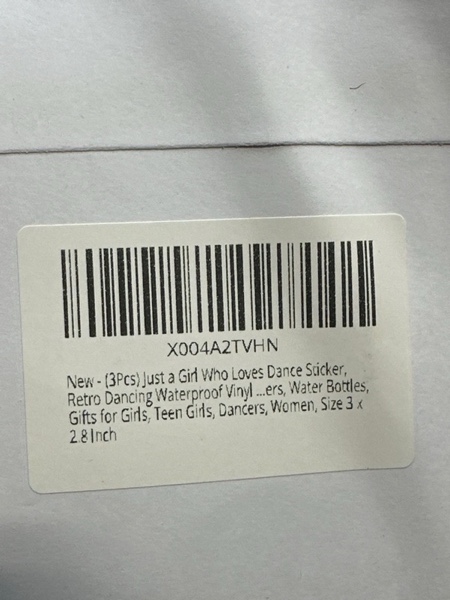 X004A2TVHN
New - (3Pcs) Just a Girl Who Loves Dance Sticker,
Retro Dancing Waterproof Vinyl ...ers, Water Bottles,
Gifts for Girls, Teen Girls, Dancers, Women, Size 3 x
2.8 Inch